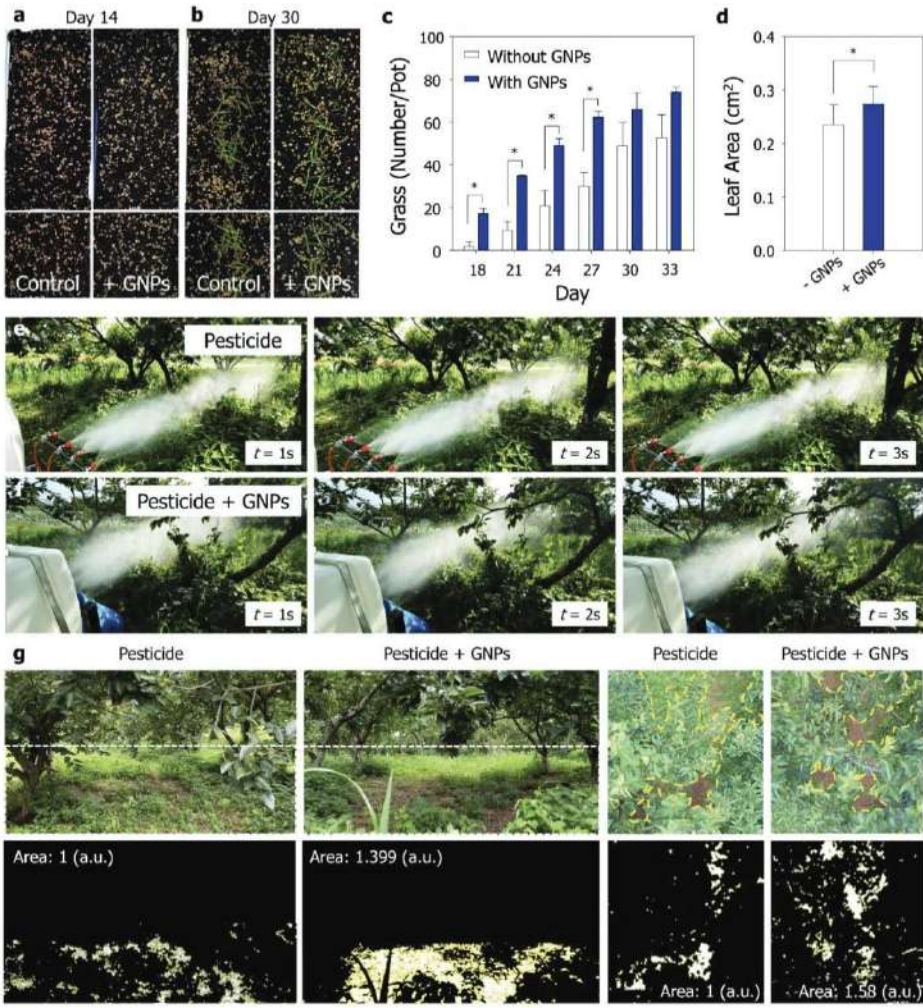 a
Day 14
Control
+ GNPs
b
Day 30
Control
+ GNPs
c
100
80
60
40
20
0
Grass (Number/Pot)
Without GNPs
With GNPs
*
*
*
*
18 21 24 27 30 33
Day
d
0.4
0.3
0.2
0.1
0.0
Leaf Area (cm²)
*
- GNPs
+ GNPs
e
Pesticide
t = 1s
t = 2s
t = 3s
Pesticide + GNPs
t = 1s
t = 2s
t = 3s
g
Pesticide
Pesticide + GNPs
Pesticide
Pesticide + GNPs
Area: 1 (a.u.)
Area: 1.399 (a.u.)
Area: 1 (a.u.)
Area: 1.58 (a.u.)